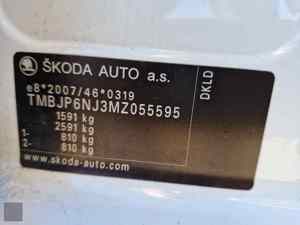 ŠKODA AUTO a.s.
e8*2007/46*0319
TMBJP6NJ3MZ055595
1591 kg
2591 kg
1- 810 kg
2- 810 kg
www.skoda-auto.com
DKLD